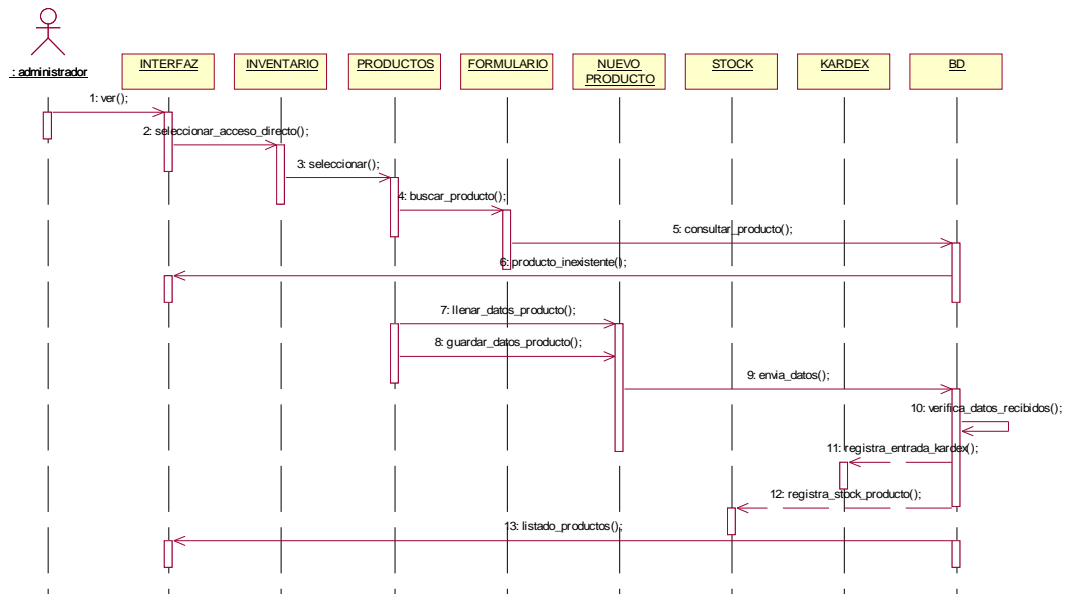 : administrador
INTERFAZ
INVENTARIO
PRODUCTOS
FORMULARIO
NUEVO
PRODUCTO
STOCK
KARDEX
BD
1: ver();
2: seleccionar_acceso_directo();
3: seleccionar();
4: buscar_producto();
5: consultar_producto();
6: producto_inexistente();
7: llenar_datos_producto();
8: guardar_datos_producto();
9: envia_datos();
10: verifica_datos_recibidos();
11: registra_entrada_kardex();
12: registra_stock_producto();
13: listado_productos();